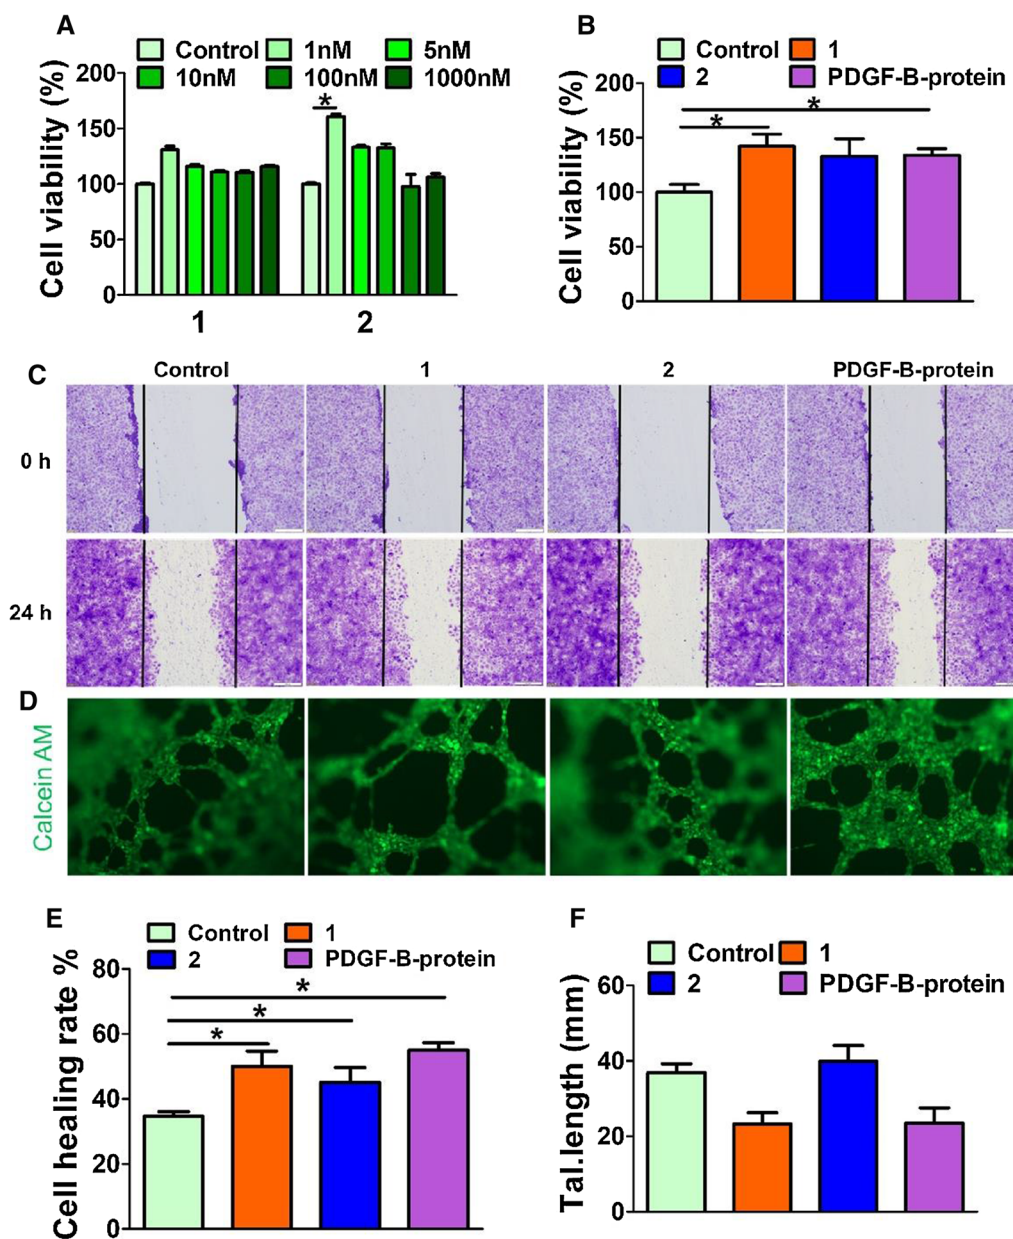 A
Control 1nM 5nM
10nM 100nM 1000nM
Cell viability (%)
200
150
100
50
0
*
1 2
B
Control 1
2 PDGF-B-protein
Cell viability (%)
200
150
100
50
0
*
*
C
Control 1 2 PDGF-B-protein
0 h
24 h
D
Calcein AM
E
Control 1
2 PDGF-B-protein
Cell healing rate %
80
60
40
20
0
*
*
*
F
Control 1
2 PDGF-B-protein
Tal.length (mm)
60
40
20
0